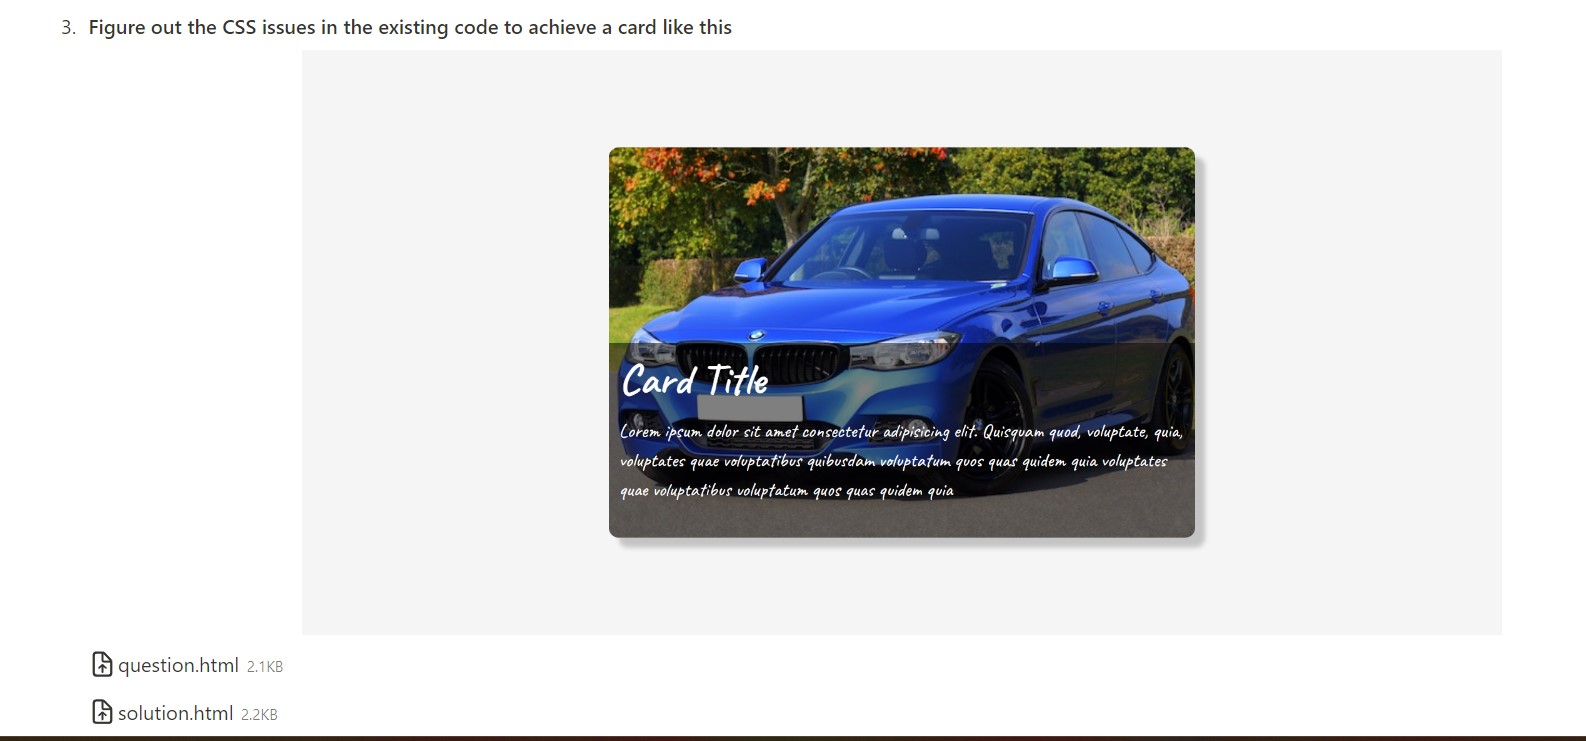 3. Figure out the CSS issues in the existing code to achieve a card like this
Card Title
Lorem ipsum dolor sit amet consectetur adipisicing elit. Quisquam quod, voluptate, quia,
voluptates quae voluptatibus quibusdam voluptatum quos quas quidem quia voluptates
quae voluptatibus voluptatum quos quas quidem quia
question.html 2.1KB
solution.html 2.2KB